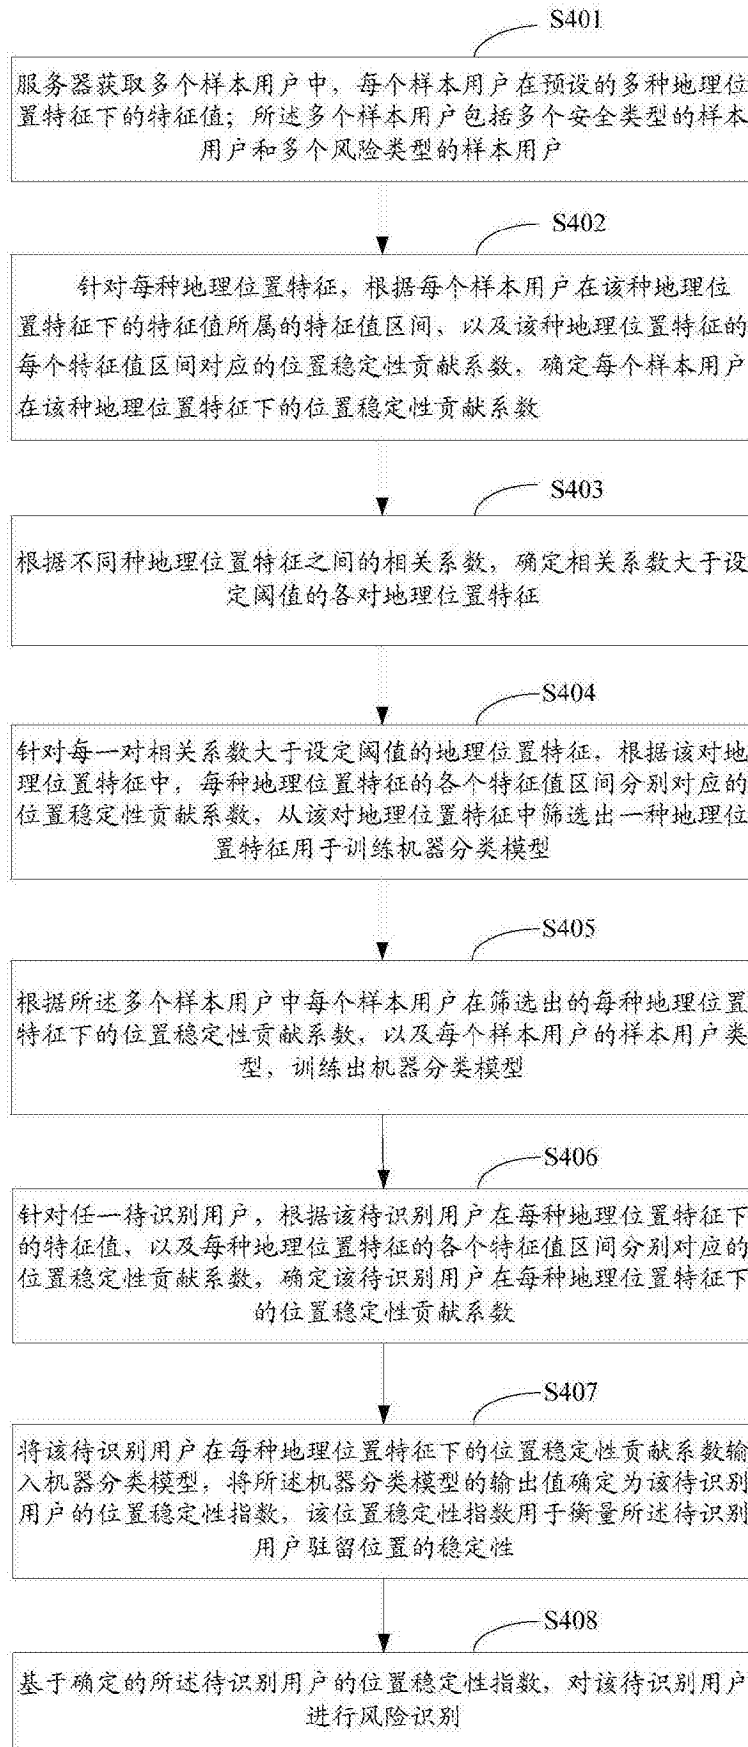 S401
服务器获取多个样本用户中，每个样本用户在预设的多种地理位
置特征下的特征值；所述多个样本用户包括多个安全类型的样本
用户和多个风险类型的样本用户
S402
针对每种地理位置特征，根据每个样本用户在该种地理位
置特征下的特征值所属的特征值区间、以及该种地理位置特征的
每个特征值区间对应的位置稳定性贡献系数，确定每个样本用户
在该种地理位置特征下的位置稳定性贡献系数
S403
根据不同种地理位置特征之间的相关系数，确定相关系数大于设
定阈值的各对地理位置特征
S404
针对每一对相关系数大于设定阈值的地理位置特征，根据该对地
理位置特征中，每种地理位置特征的各个特征值区间分别对应的
位置稳定性贡献系数，从该对地理位置特征中筛选出一种地理位
置特征用于训练机器分类模型
S405
根据所述多个样本用户中每个样本用户在筛选出的每种地理位置
特征下的位置稳定性贡献系数，以及每个样本用户的样本用户类
型，训练出机器分类模型
S406
针对任一待识别用户，根据该待识别用户在每种地理位置特征下
的特征值，以及每种地理位置特征的各个特征值区间分别对应的
位置稳定性贡献系数，确定该待识别用户在每种地理位置特征下
的位置稳定性贡献系数
S407
将该待识别用户在每种地理位置特征下的位置稳定性贡献系数输
入机器分类模型，将所述机器分类模型的输出值确定为该待识别
用户的位置稳定性指数，该位置稳定性指数用于衡量所述待识别
用户驻留位置的稳定性
S408
基于确定的所述待识别用户的位置稳定性指数，对该待识别用户
进行风险识别